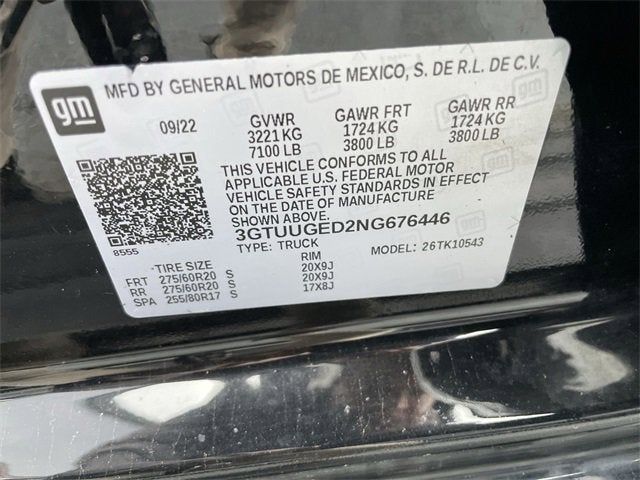 gm
MFD BY GENERAL MOTORS DE MEXICO, S. DE R.L. DE C.V.
09/22 GVWR GAWR FRT GAWR RR
3221 KG 1724 KG 1724 KG
7100 LB 3800 LB 3800 LB
THIS VEHICLE CONFORMS TO ALL
APPLICABLE U.S. FEDERAL MOTOR
VEHICLE SAFETY STANDARDS IN EFFECT
ON THE DATE OF MANUFACTURE
SHOWN ABOVE.
3GTUUGED2NG676446
8555 TYPE: TRUCK MODEL: 26TK10543
TIRE SIZE RIM
FRT 275/60R20 S 20X9J
RR 275/60R20 S 20X9J
SPA 255/80R17 S 17X8J